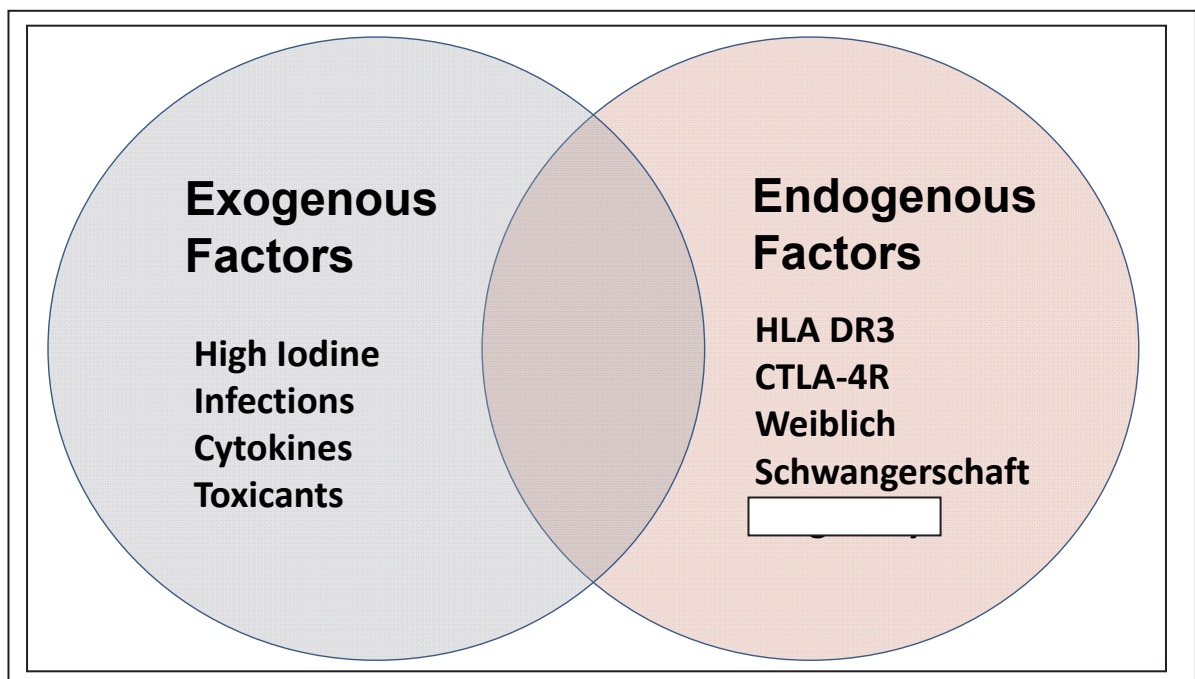 Exogenous
Factors
High Iodine
Infections
Cytokines
Toxicants
Endogenous
Factors
HLA DR3
CTLA-4R
Weiblich
Schwangerschaft